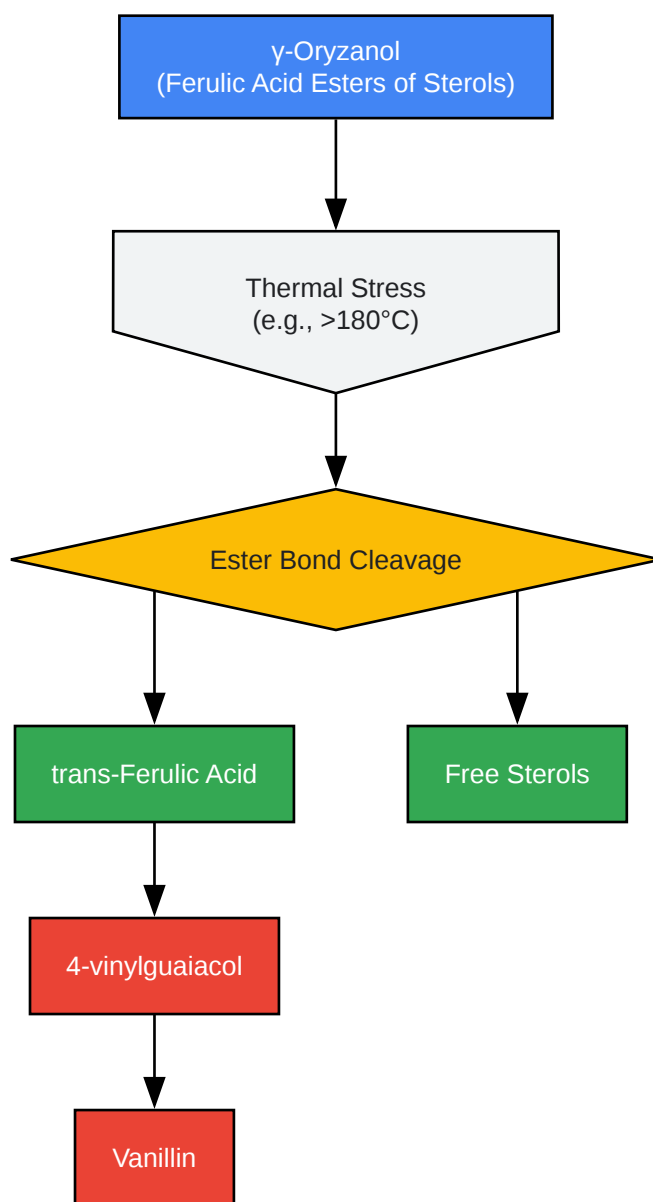 γ-Oryzanol
(Ferulic Acid Esters of Sterols)
Thermal Stress
(e.g., >180°C)
Ester Bond Cleavage
trans-Ferulic Acid
Free Sterols
4-vinylguaiacol
Vanillin